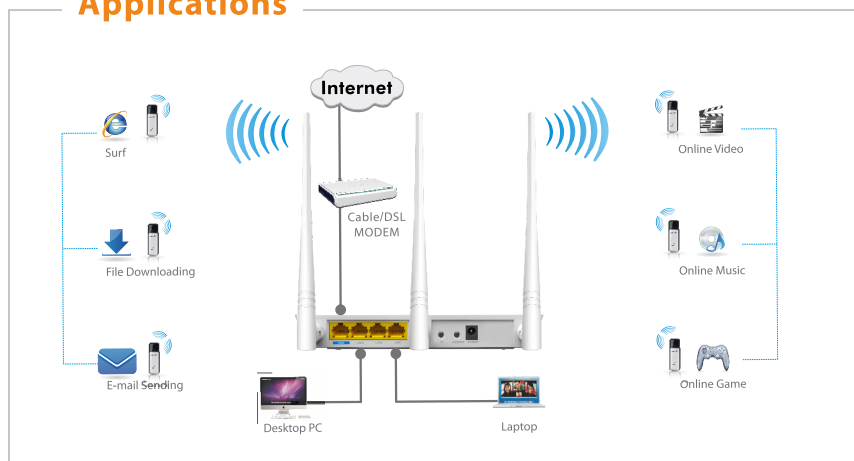 Applications
Internet
Surf
Online Video
Cable/DSL
MODEM
File Downloading
Online Music
E-mail Sending
Online Game
Desktop PC
Laptop